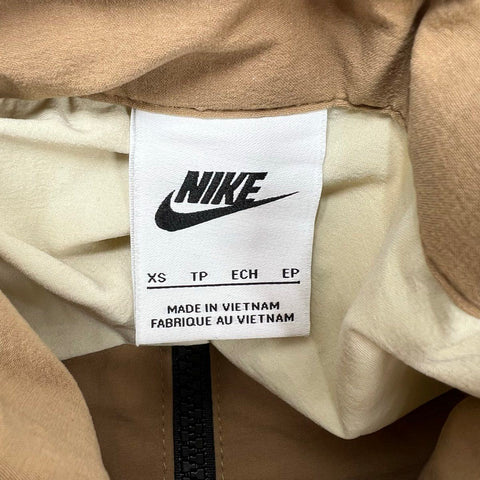 NIKE
XS TP ECH EP
MADE IN VIETNAM
FABRIQUE AU VIETNAM